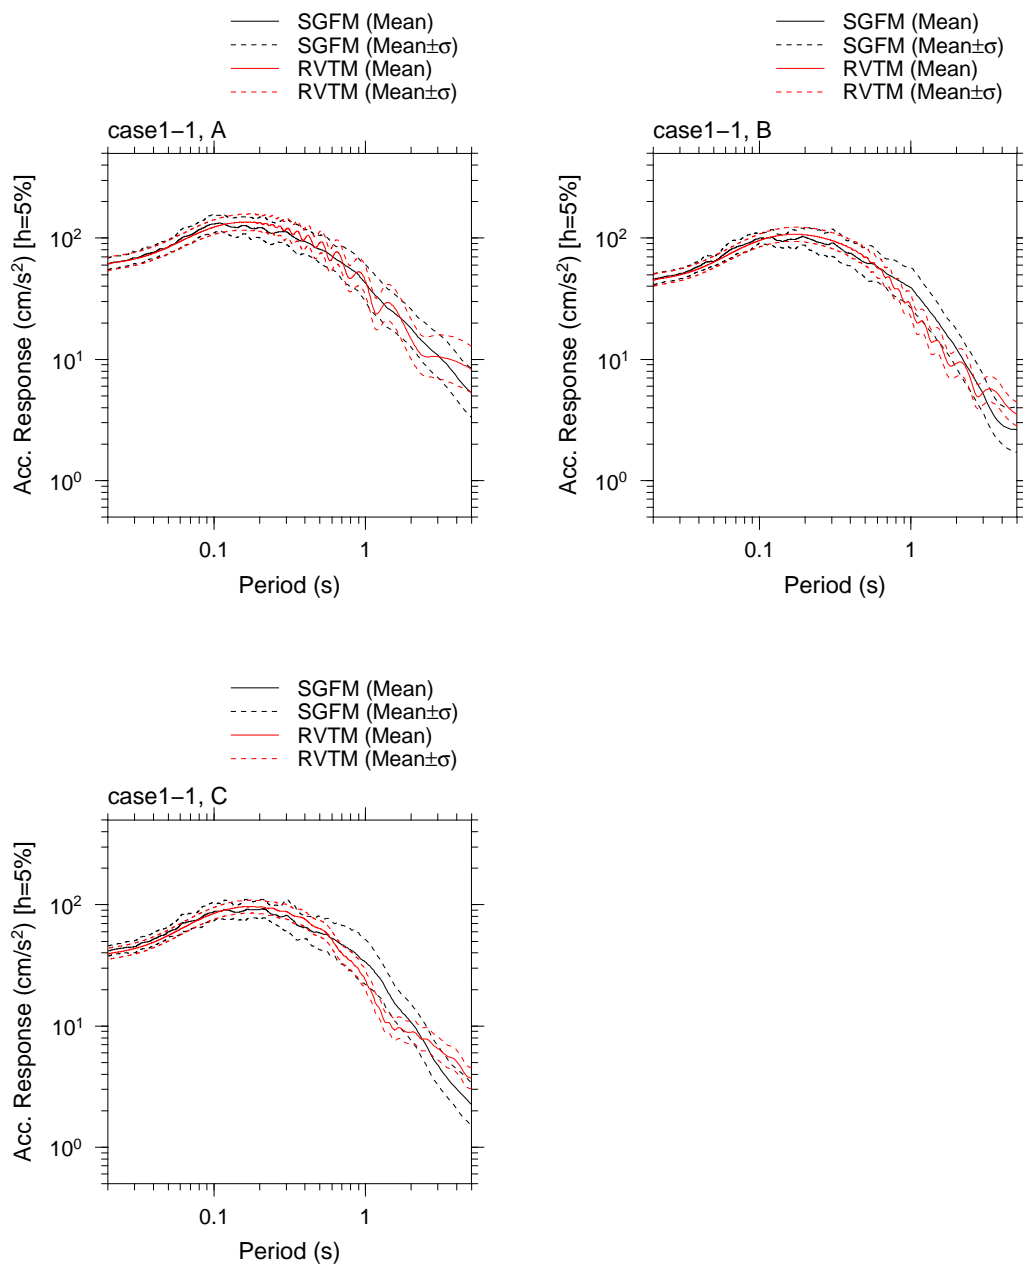 SGFM (Mean)
SGFM (Mean±σ)
RVTM (Mean)
RVTM (Mean±σ)
case1−1, A
10²
10¹
10⁰
Acc. Response (cm/s²) [h=5%]
0.1 1
Period (s)
SGFM (Mean)
SGFM (Mean±σ)
RVTM (Mean)
RVTM (Mean±σ)
case1−1, B
10²
10¹
10⁰
Acc. Response (cm/s²) [h=5%]
0.1 1
Period (s)
SGFM (Mean)
SGFM (Mean±σ)
RVTM (Mean)
RVTM (Mean±σ)
case1−1, C
10²
10¹
10⁰
Acc. Response (cm/s²) [h=5%]
0.1 1
Period (s)